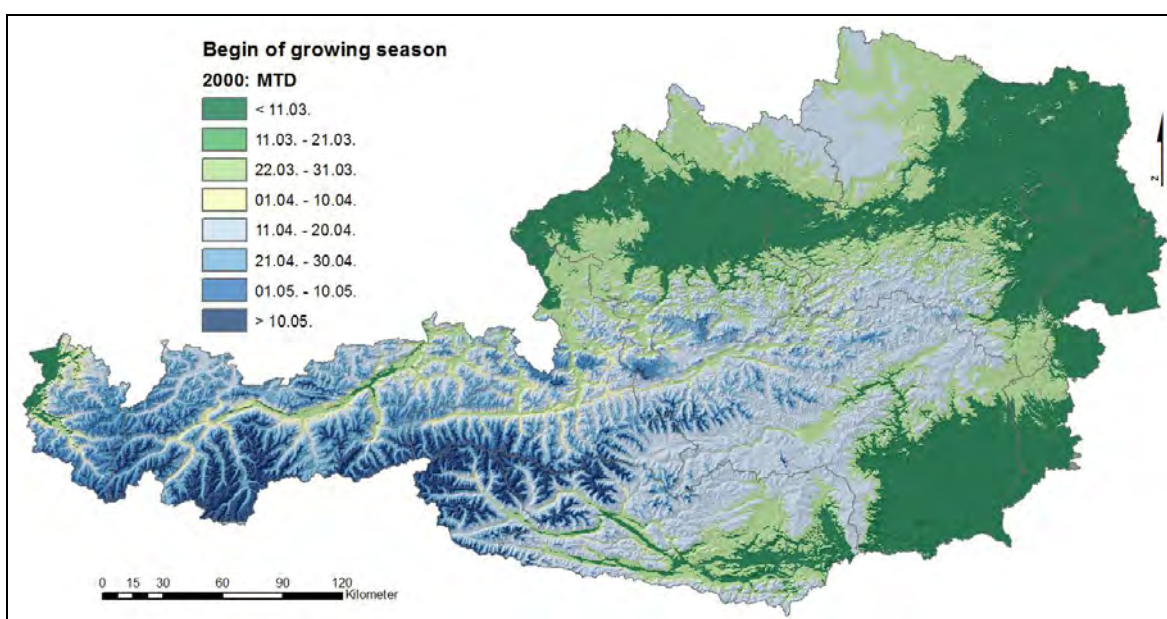 Begin of growing season
2000: MTD
< 11.03.
11.03. - 21.03.
22.03. - 31.03.
01.04. - 10.04.
11.04. - 20.04.
21.04. - 30.04.
01.05. - 10.05.
> 10.05.
N
0 15 30 60 90 120
Kilometer